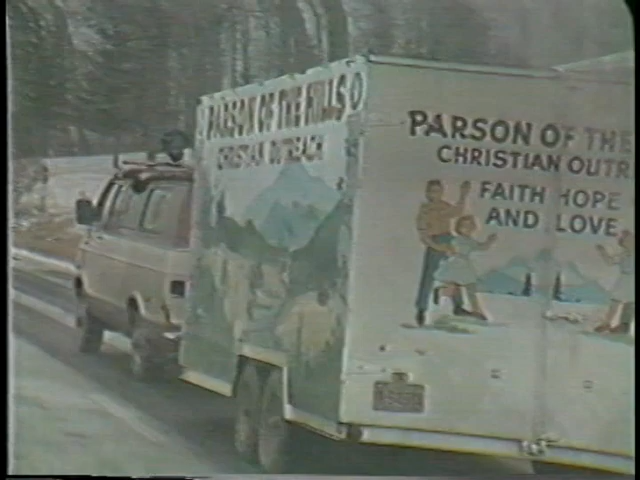 PARSON OF THE HILLS
CHRISTIAN OUTREACH
PARSON OF THE
CHRISTIAN OUTR
FAITH HOPE
AND LOVE